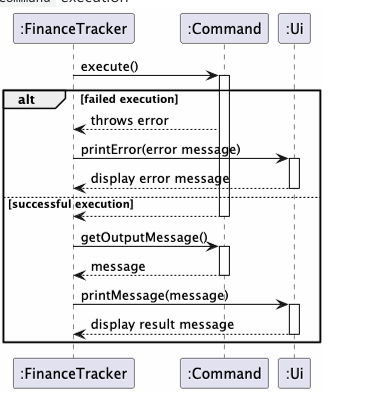 command execution
:FinanceTracker :Command :Ui
execute()
alt [failed execution]
throws error
printError(error message)
display error message
[successful execution]
getOutputMessage()
message
printMessage(message)
display result message
:FinanceTracker :Command :Ui